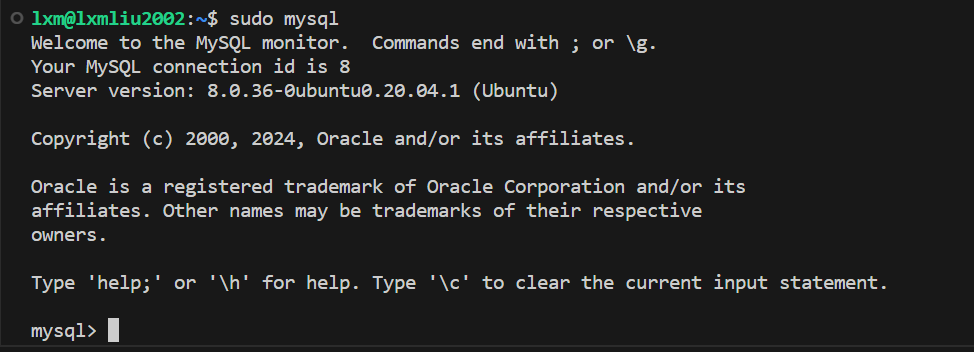 lxm@lxmliu2002:~$ sudo mysql
Welcome to the MySQL monitor.  Commands end with ; or \g.
Your MySQL connection id is 8
Server version: 8.0.36-0ubuntu0.20.04.1 (Ubuntu)
Copyright (c) 2000, 2024, Oracle and/or its affiliates.
Oracle is a registered trademark of Oracle Corporation and/or its
affiliates. Other names may be trademarks of their respective
owners.
Type 'help;' or '\h' for help. Type '\c' to clear the current input statement.
mysql>